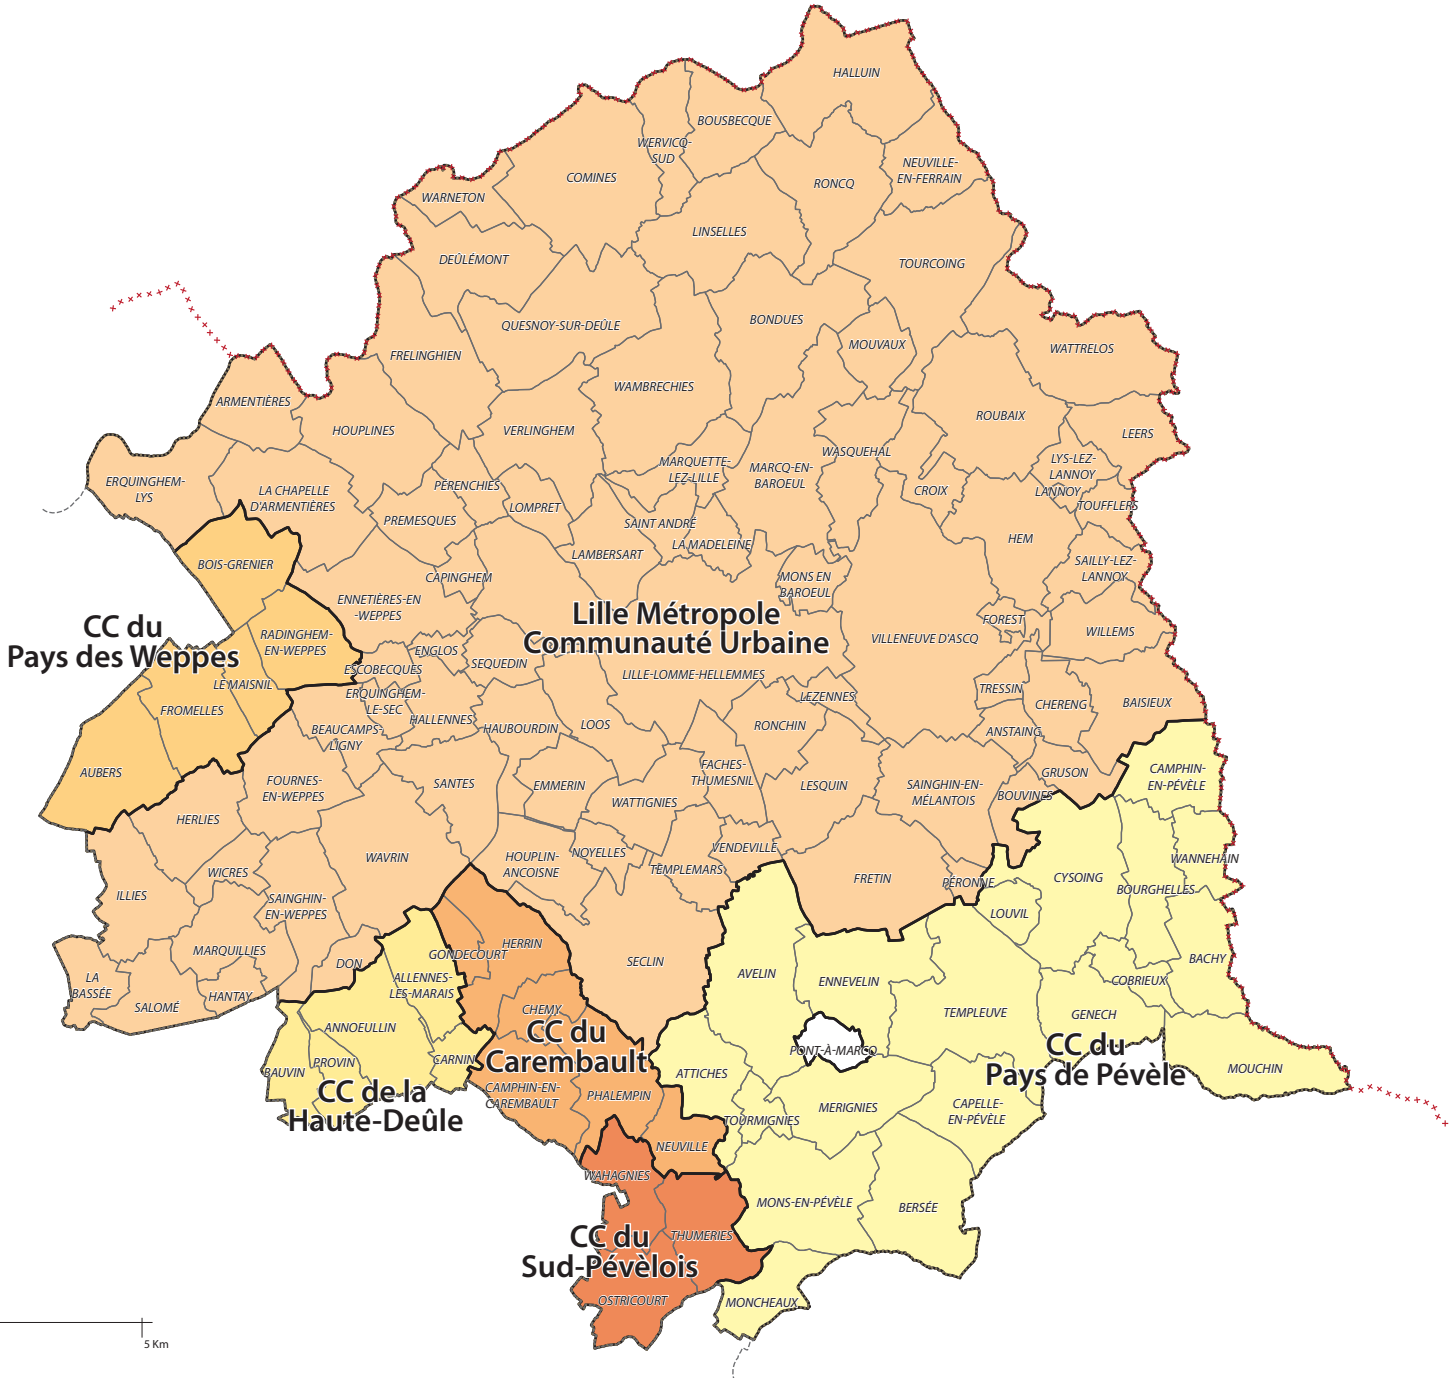 HALLUIN
BOUSBECQUE
WERVICQ-
SUD
NEUVILLE-
EN-FERRAIN
COMINES
RONCQ
WARNETON
LINSELLES
DEÛLÉMONT
TOURCOING
QUESNOY-SUR-DEÛLE
BONDUES
MOUVAUX
WATTRELOS
FRELINGHIEN
WAMBRECHIES
ARMENTIÈRES
ROUBAIX
HOUPLINES
VERLINGHEM
LEERS
WASQUEHAL
MARQUETTE-
LEZ-LILLE
MARCQ-EN-
BAROEUL
LYS-LEZ-
LANNOY
ERQUINGHEM-
LYS
LA CHAPELLE
D'ARMENTIÈRES
PÉRENCHIES
CROIX
LANNOY
TOUFFLERS
LOMPRET
PREMESQUES
SAINT ANDRÉ
HEM
LA MADELEINE
LAMBERSART
BOIS-GRENIER
SAILLY-LEZ-
LANNOY
CAPINGHEM
MONS EN
BAROEUL
ENNETIÈRES-EN
-WEPPES
Lille Métropole
Communauté Urbaine
FOREST
WILLEMS
VILLENEUVE D'ASCQ
CC du
Pays des Weppes
RADINGHEM-
EN-WEPPES
ENGLOS
SEQUEDIN
ESCOBECQUES
LILLE-LOMME-HELLEMMES
LE MAISNIL
ERQUINGHEM-
LE-SEC
TRESSIN
LEZENNES
CHERENG
BAISIEUX
FROMELLES
HALLENNES
BEAUCAMPS-
LIGNY
HAUBOURDIN
LOOS
RONCHIN
ANSTAING
AUBERS
FOURNES-
EN-WEPPES
SANTES
EMMERIN
FACHES-
THUMESNIL
LESQUIN
SAINGHIN-EN-
MÉLANTOIS
GRUSON
CAMPHIN-
EN-PÉVÈLE
BOUVINES
WATTIGNIES
HERLIES
WAVRIN
HOUPLIN-
ANCOISNE
NOYELLES
VENDEVILLE
WANNEHAIN
TEMPLEMARS
WICRES
FRETIN
PÉRONNE
CYSOING
BOURGHELLES
ILLIES
SAINGHIN-
EN-WEPPES
LOUVIL
MARQUILLIES
GONDECOURT
HERRIN
SECLIN
BACHY
DON
LA
BASSÉE
ALLENNES-
LES-MARAIS
AVELIN
ENNEVELIN
COBRIEUX
HANTAY
SALOMÉ
CHEMY
TEMPLEUVE
GENECH
ANNOEULLIN
CC du
Carembault
PONT-À-MARCQ
CC du
Pays de Pévèle
PROVIN
BAUVIN
CARNIN
ATTICHES
MOUCHIN
CC de la
Haute-Deûle
CAMPHIN-EN-
CAREMBAULT
PHALEMPIN
MERIGNIES
CAPELLE-
EN-PÉVÈLE
TOURMIGNIES
NEUVILLE
WAHAGNIES
MONS-EN-PÉVÈLE
BERSÉE
CC du
Sud-Pévèlois
THUMERIES
OSTRICOURT
MONCHEAUX
5 Km